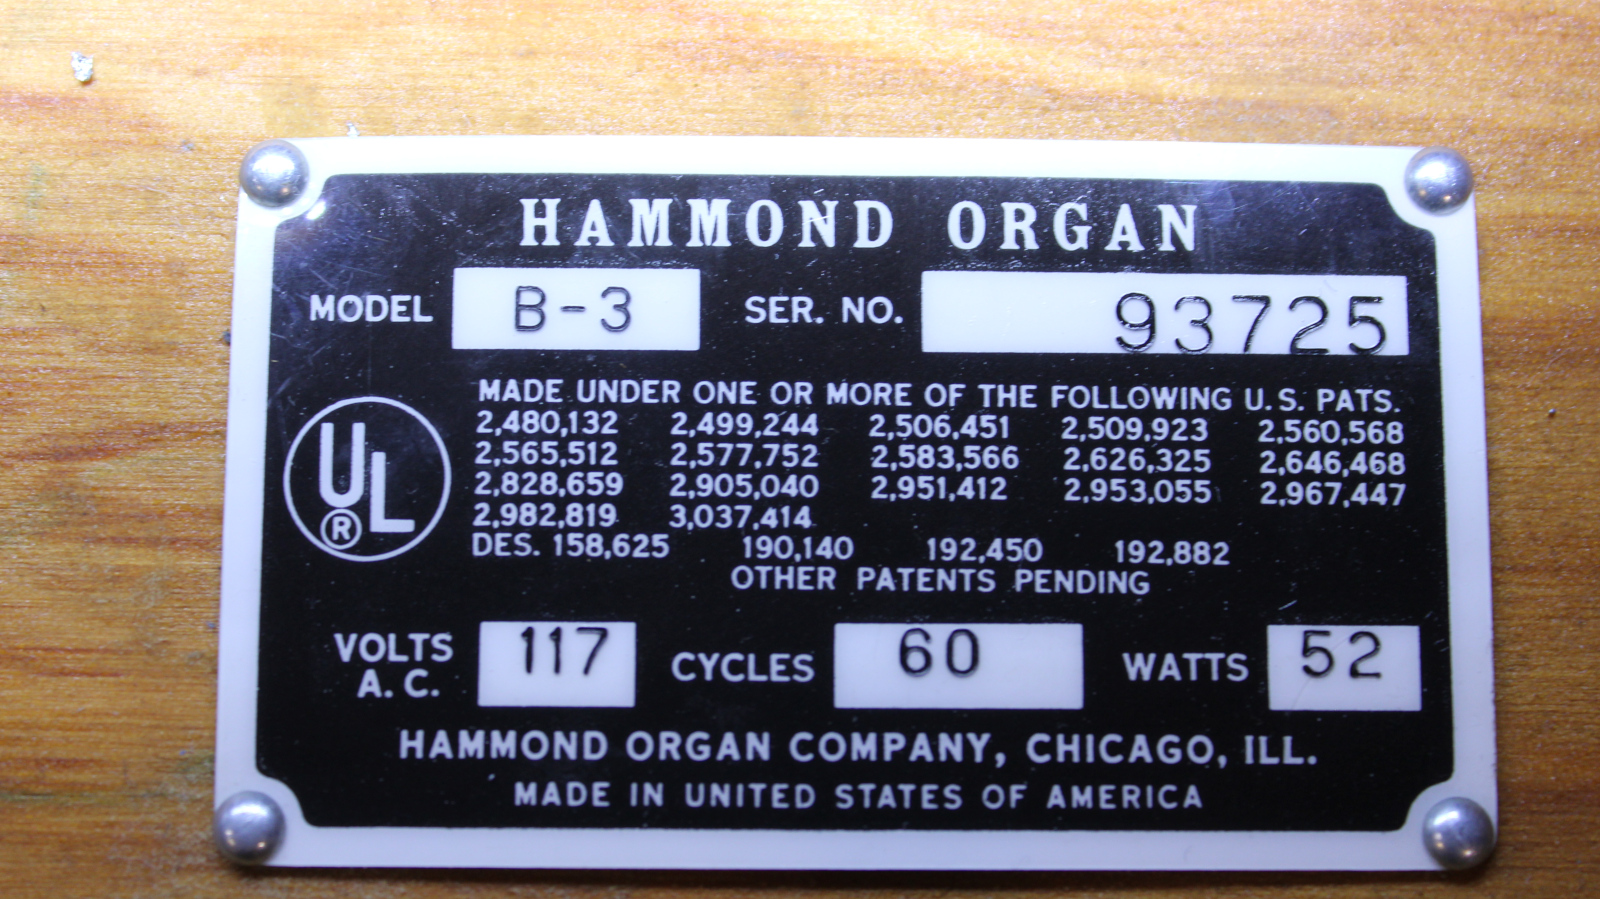 HAMMOND ORGAN
MODEL B-3 SER. NO. 93725
MADE UNDER ONE OR MORE OF THE FOLLOWING U.S. PATS.
2,480,132 2,499,244 2,506,451 2,509,923 2,560,568
2,565,512 2,577,752 2,583,566 2,626,325 2,646,468
2,828,659 2,905,040 2,951,412 2,953,055 2,967,447
2,982,819 3,037,414
DES. 158,625 190,140 192,450 192,882
OTHER PATENTS PENDING
UL
®
VOLTS A.C. 117 CYCLES 60 WATTS 52
HAMMOND ORGAN COMPANY, CHICAGO, ILL.
MADE IN UNITED STATES OF AMERICA